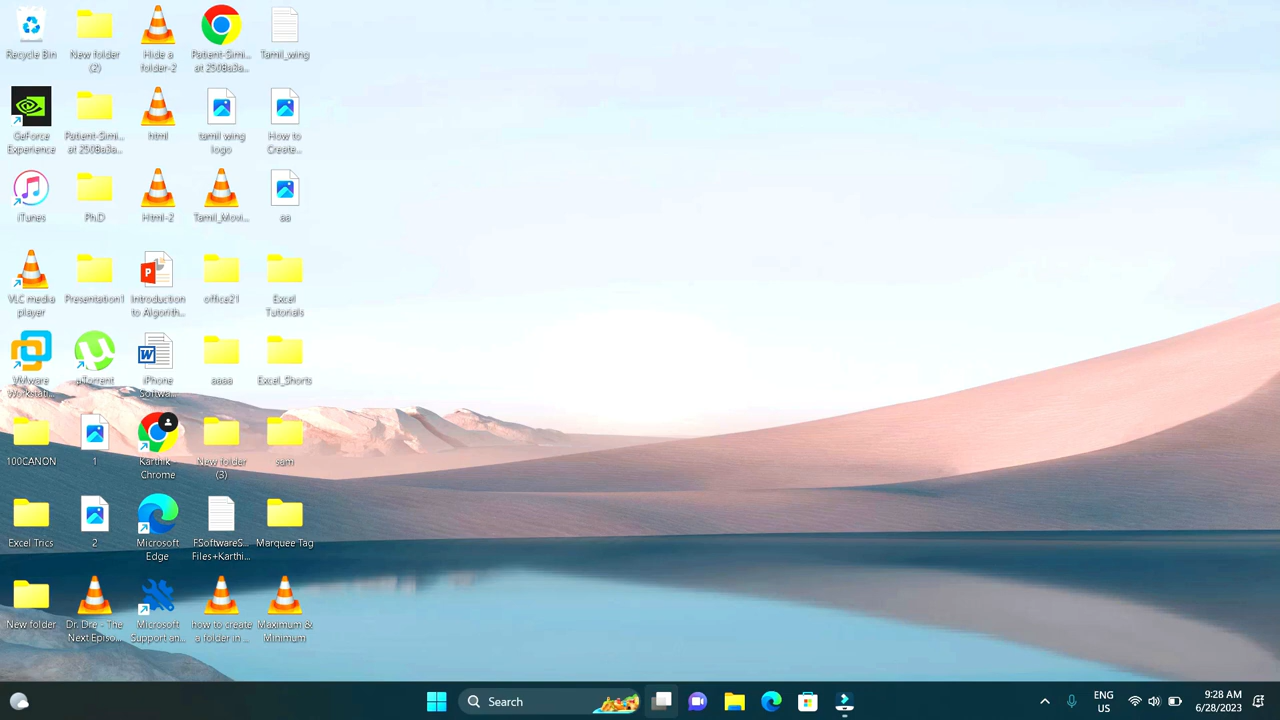 Recycle Bin
New folder
(2)
Hide a
folder-2
Patient-Simi...
at 2508a3a...
Tamil_wing
GeForce
Experience
Patient-Simi...
at 2508a3a...
html
tamil wing
logo
How to
Create...
iTunes
Ph.D
Html-2
Tamil_Movi...
aa
VLC media
player
Presentation1
Introduction
to Algorith...
office21
Excel
Tutorials
VMware
Workstati...
µTorrent
iPhone
Softwa...
aaaa
Excel_Shorts
100CANON
1
Karthik -
Chrome
New folder
(3)
sam
Excel Trics
2
Microsoft
Edge
FSoftwareS...
Files+Karthi...
Marquee Tag
New folder
Dr. Dre - The
Next Episo...
Microsoft
Support an...
how to create
a folder in ...
Maximum &
Minimum
Search
ENG
US
9:28 AM
6/28/2023